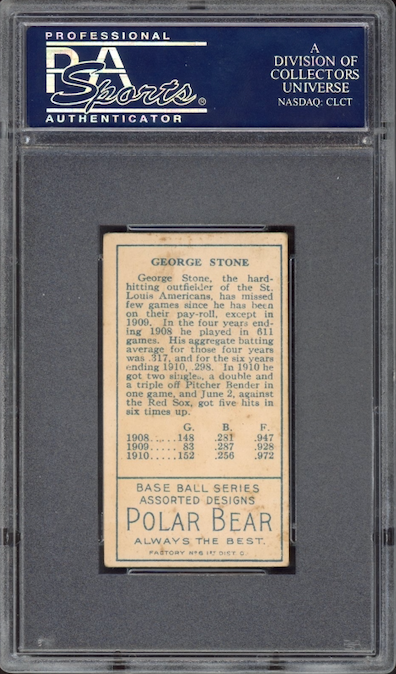 PROFESSIONAL
PSA
Sports ®
AUTHENTICATOR
A
DIVISION OF
COLLECTORS
UNIVERSE
NASDAQ: CLCT
GEORGE STONE
George Stone, the hard-
hitting outfielder of the St.
Louis Americans, has missed
few games since he has been
on their pay-roll, except in
1909. In the four years end-
ing 1908 he played in 611
games. His aggregate batting
average for those four years
was .317, and for the six years
ending 1910, .298. In 1910 he
got two singles, a double and
a triple off Pitcher Bender in
one game, and June 2, against
the Red Sox, got five hits in
six times up.
G. B. F.
1908.....148 .281 .947
1909.....83 .287 .928
1910.....152 .256 .972
BASE BALL SERIES
ASSORTED DESIGNS
POLAR BEAR
ALWAYS THE BEST.
FACTORY Nº 6 1ST DIST. O.